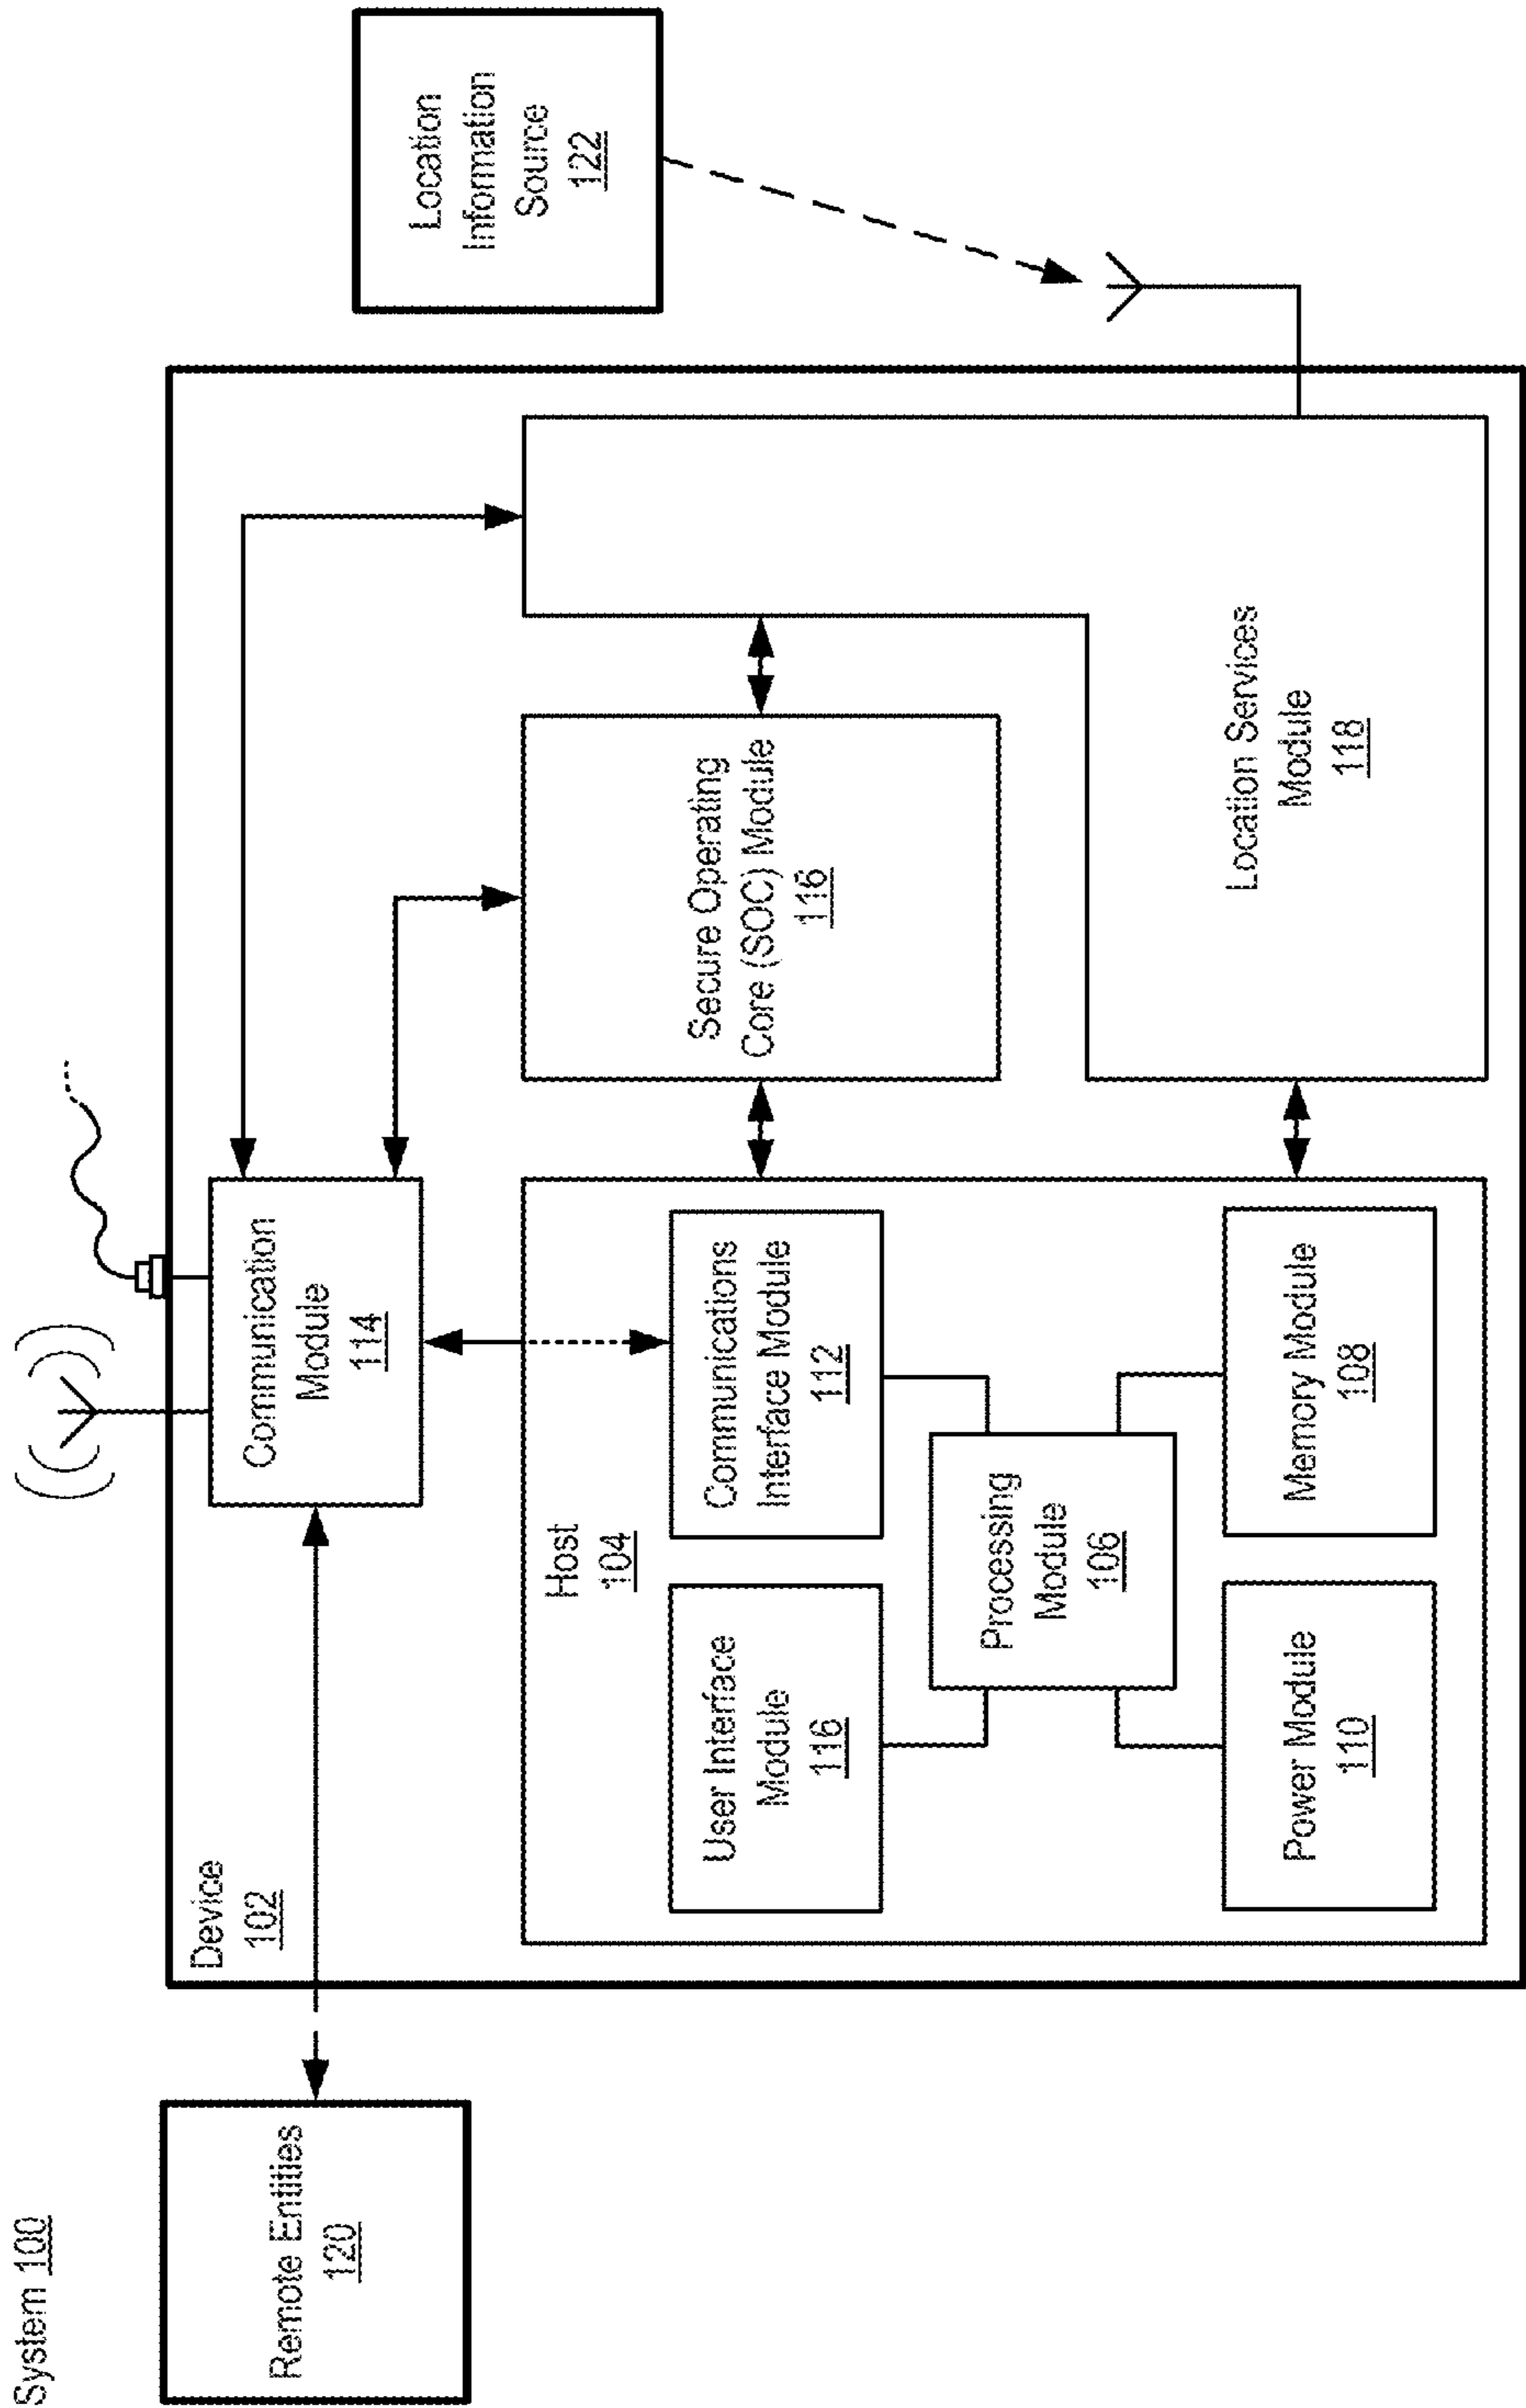 System 100
Remote Entities
120
Device
102
Communication
Module
114
Host
104
User Interface
Module
116
Communications
Interface Module
112
Processing
Module
106
Power Module
110
Memory Module
108
Secure Operating
Core (SOC) Module
116
Location Services
Module
118
Location
Information
Source
122